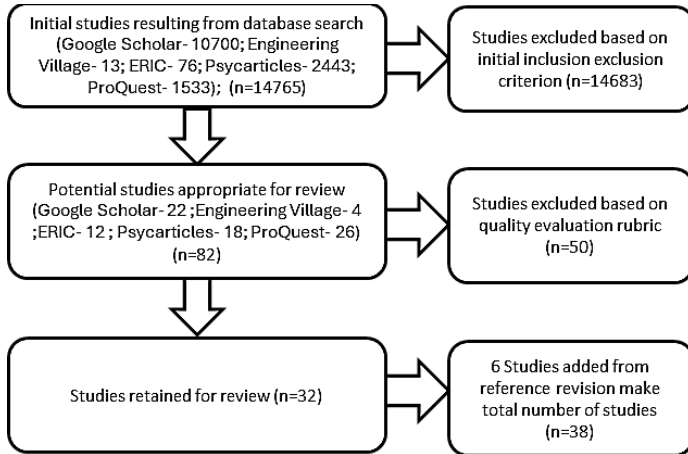 Initial studies resulting from database search
(Google Scholar- 10700; Engineering
Village- 13; ERIC- 76; Psycarticles- 2443;
ProQuest- 1533); (n=14765)
Studies excluded based on
initial inclusion exclusion
criterion (n=14683)
Potential studies appropriate for review
(Google Scholar- 22 ;Engineering Village- 4
;ERIC- 12 ; Psycarticles- 18; ProQuest- 26)
(n=82)
Studies excluded based on
quality evaluation rubric
(n=50)
Studies retained for review (n=32)
6 Studies added from
reference revision make
total number of studies
(n=38)